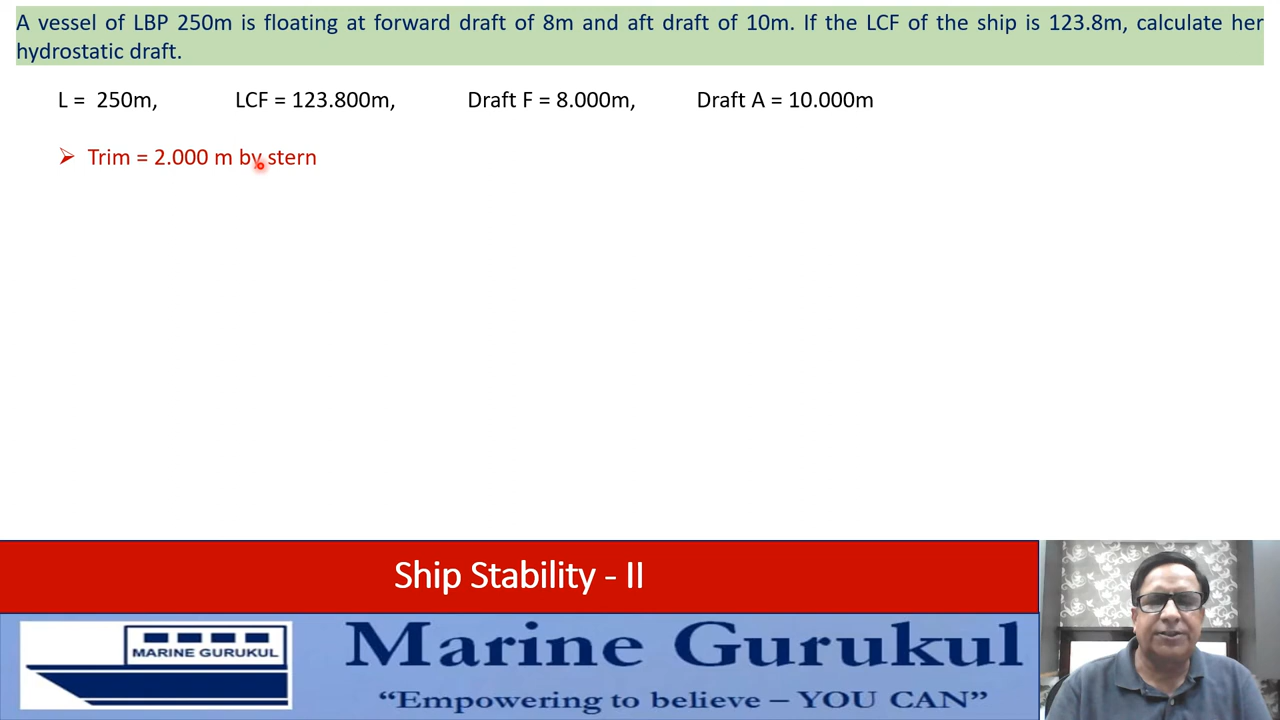 A vessel of LBP 250m is floating at forward draft of 8m and aft draft of 10m. If the LCF of the ship is 123.8m, calculate her
hydrostatic draft.
L = 250m, LCF = 123.800m, Draft F = 8.000m, Draft A = 10.000m
➢ Trim = 2.000 m by stern
Ship Stability - II
MARINE GURUKUL
Marine Gurukul
“Empowering to believe – YOU CAN”